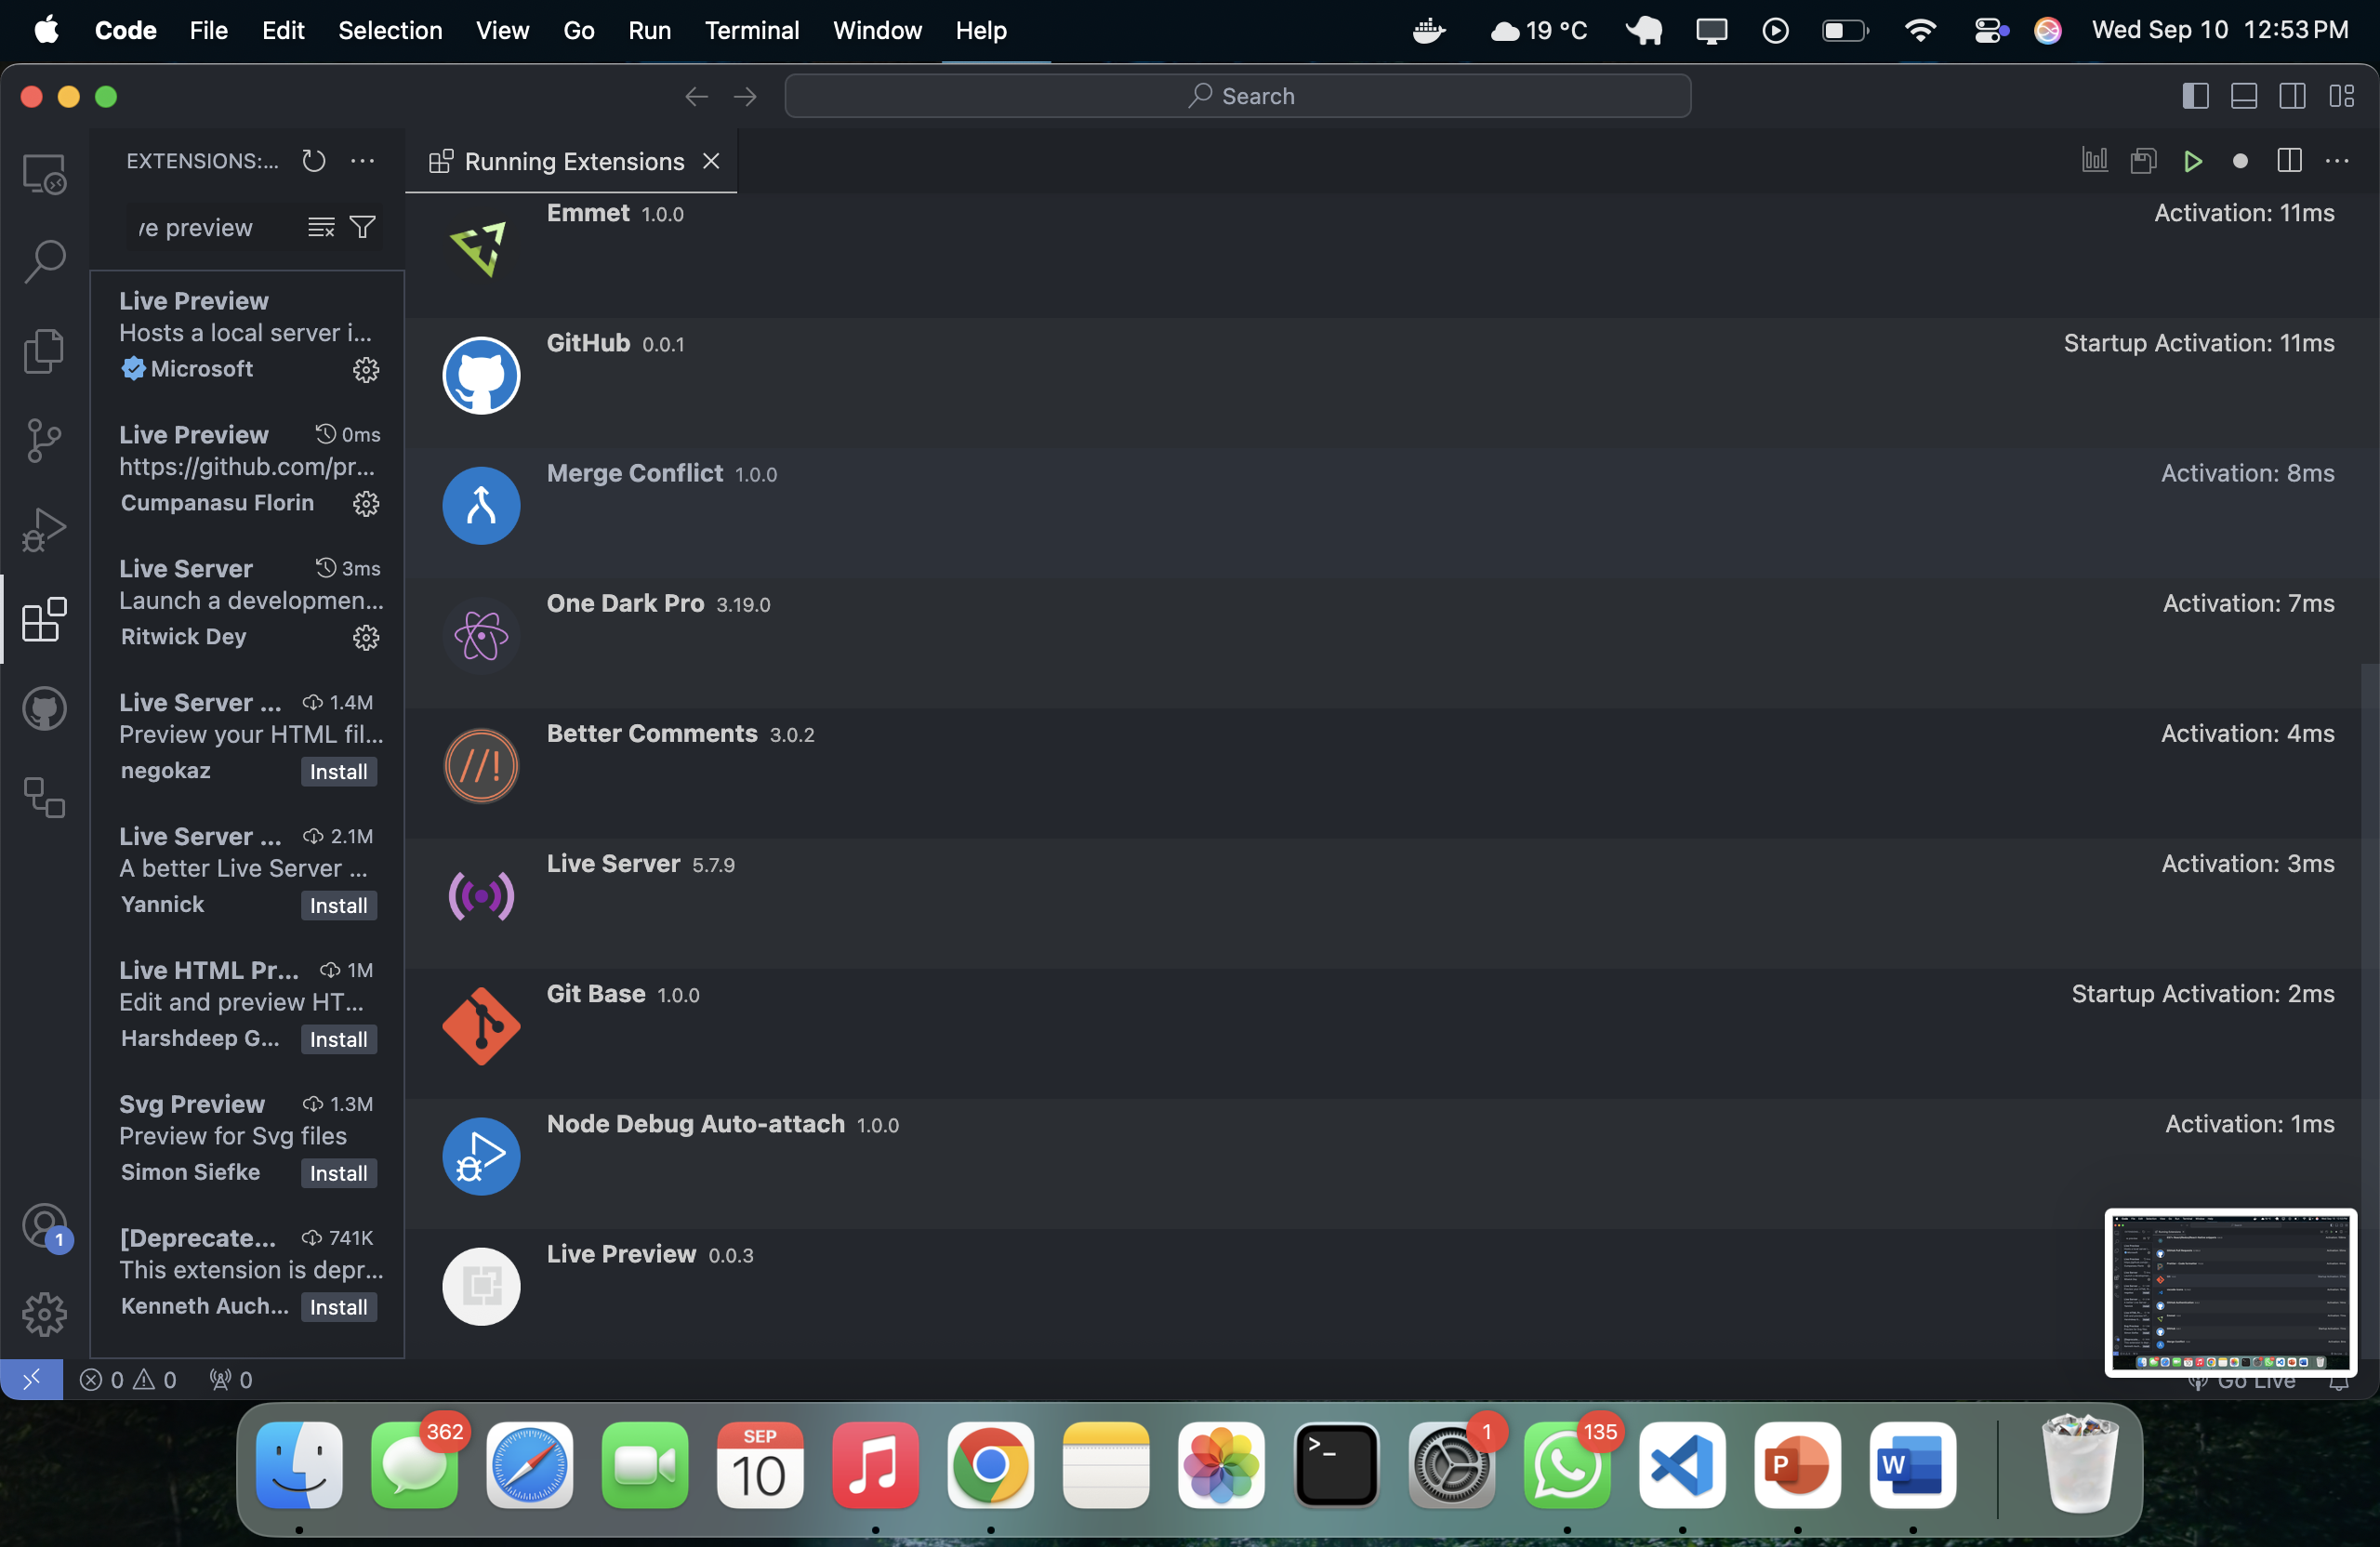 Code File Edit Selection View Go Run Terminal Window Help 19 °C Wed Sep 10 12:53 PM
Search
EXTENSIONS:...
Running Extensions
ve preview
Live Preview
Hosts a local server i...
Microsoft
Live Preview 0ms
https://github.com/pr...
Cumpanasu Florin
Live Server 3ms
Launch a developmen...
Ritwick Dey
Live Server ... 1.4M
Preview your HTML fil...
negokaz Install
Live Server ... 2.1M
A better Live Server ...
Yannick Install
Live HTML Pr... 1M
Edit and preview HT...
Harshdeep G... Install
Svg Preview 1.3M
Preview for Svg files
Simon Siefke Install
[Deprecate... 741K
This extension is depr...
Kenneth Auch... Install
Emmet 1.0.0 Activation: 11ms
GitHub 0.0.1 Startup Activation: 11ms
Merge Conflict 1.0.0 Activation: 8ms
One Dark Pro 3.19.0 Activation: 7ms
Better Comments 3.0.2 Activation: 4ms
//!
Live Server 5.7.9 Activation: 3ms
Git Base 1.0.0 Startup Activation: 2ms
Node Debug Auto-attach 1.0.0 Activation: 1ms
Live Preview 0.0.3
1
0 0 0
Go Live
362
SEP
10
>_
1
135
P
W